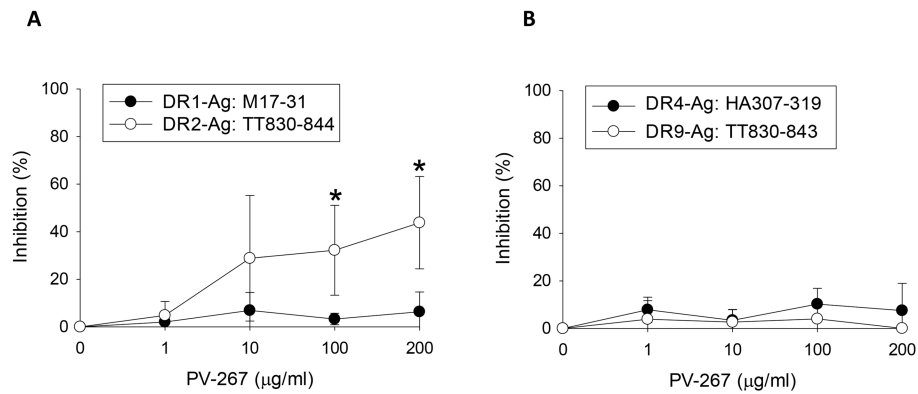 A
100
80
60
40
20
0
Inhibition (%)
DR1-Ag: M17-31
DR2-Ag: TT830-844
*
*
0 1 10 100 200
PV-267 (µg/ml)
B
100
80
60
40
20
0
Inhibition (%)
DR4-Ag: HA307-319
DR9-Ag: TT830-843
0 1 10 100 200
PV-267 (µg/ml)